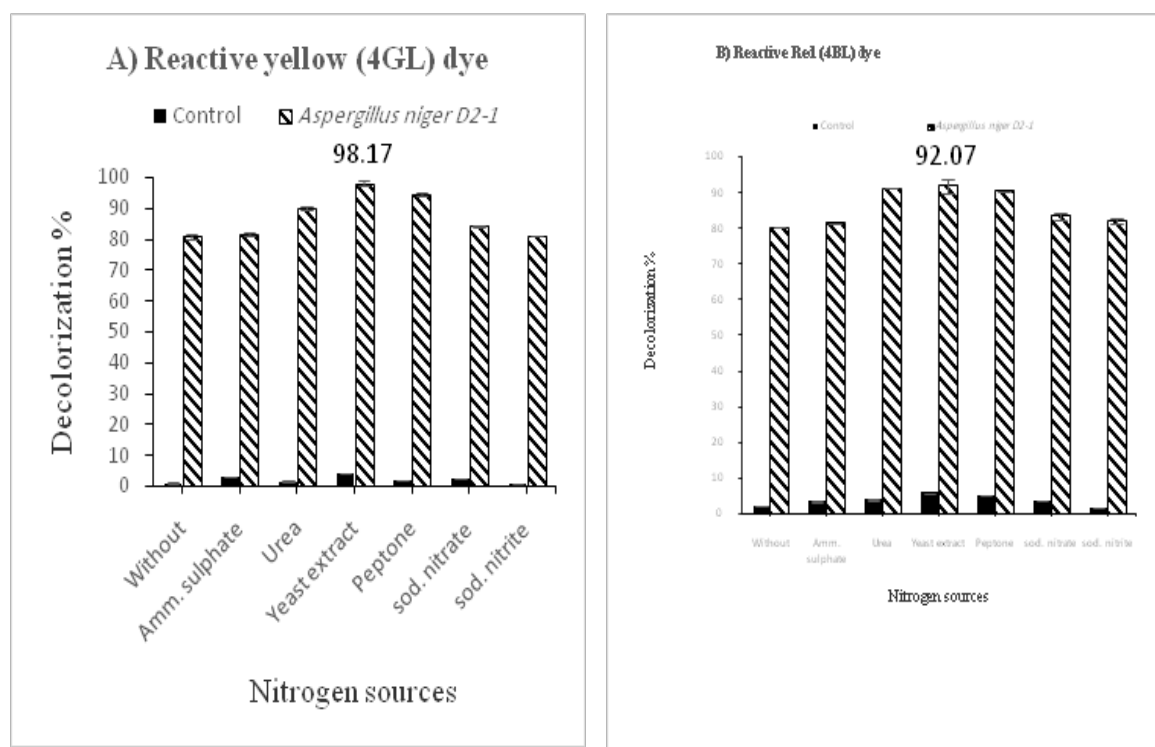 A) Reactive yellow (4GL) dye
Control Aspergillus niger D2-1
98.17
100
90
80
70
60
50
40
30
20
10
0
Decolorization %
Without
Amm. sulphate
Urea
Yeast extract
Peptone
sod. nitrate
sod. nitrite
Nitrogen sources
B) Reactive Red (4BL) dye
Control Aspergillus niger D2-1
92.07
100
90
80
70
60
50
40
30
20
10
0
Decolorization %
Without
Amm.
sulphate
Urea
Yeast extract
Peptone
sod. nitrate
sod. nitrite
Nitrogen sources